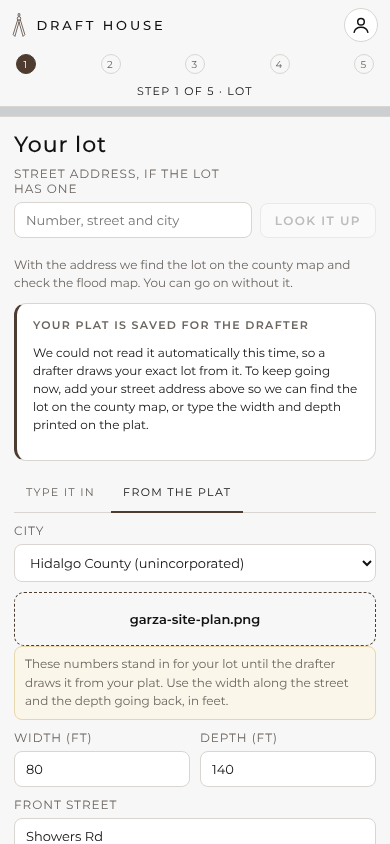 DRAFT HOUSE
1 2 3 4 5
STEP 1 OF 5 · LOT
Your lot
STREET ADDRESS, IF THE LOT
HAS ONE
Number, street and city
LOOK IT UP
With the address we find the lot on the county map and
check the flood map. You can go on without it.
YOUR PLAT IS SAVED FOR THE DRAFTER
We could not read it automatically this time, so a
drafter draws your exact lot from it. To keep going
now, add your street address above so we can find the
lot on the county map, or type the width and depth
printed on the plat.
TYPE IT IN FROM THE PLAT
CITY
Hidalgo County (unincorporated)
garza-site-plan.png
These numbers stand in for your lot until the drafter
draws it from your plat. Use the width along the street
and the depth going back, in feet.
WIDTH (FT) DEPTH (FT)
80 140
FRONT STREET
Showers Rd